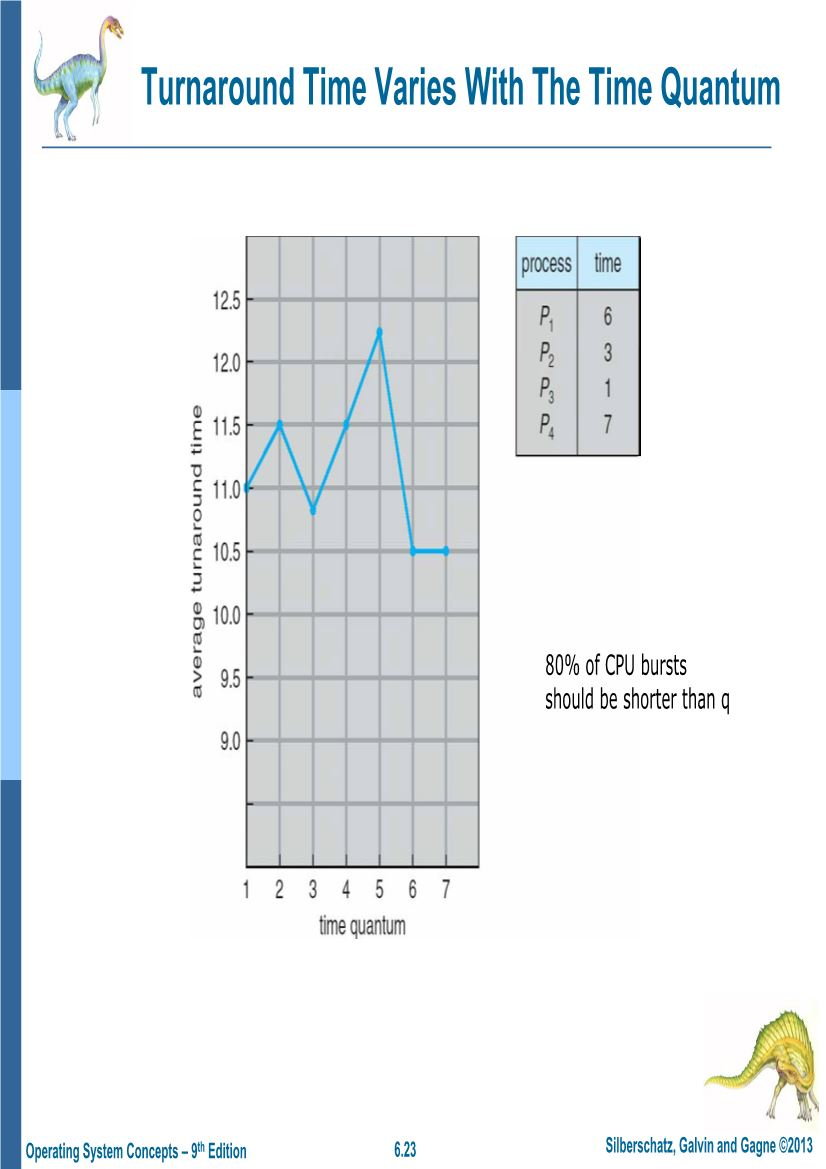 Turnaround Time Varies With The Time Quantum
12.5
12.0
11.5
11.0
10.5
10.0
9.5
9.0
average turnaround time
1 2 3 4 5 6 7
time quantum
process time
P1 6
P2 3
P3 1
P4 7
80% of CPU bursts
should be shorter than q
Operating System Concepts – 9th Edition
6.23
Silberschatz, Galvin and Gagne ©2013